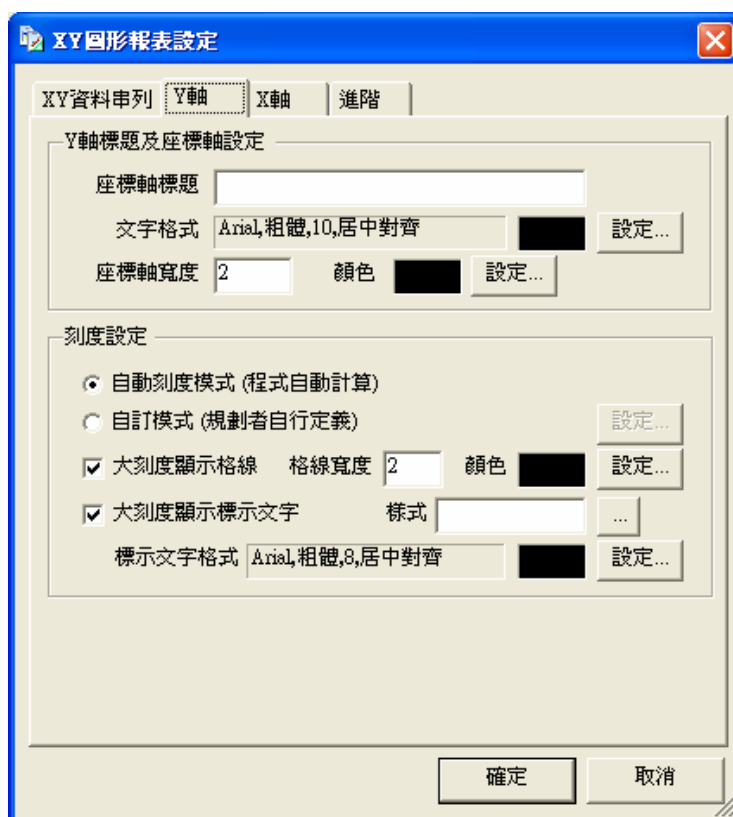 XY圖形報表設定
XY資料串列 Y軸 X軸 進階
Y軸標題及座標軸設定
座標軸標題
文字格式 Arial,粗體,10,居中對齊 設定...
座標軸寬度 2 顏色 設定...
刻度設定
自動刻度模式 (程式自動計算)
自訂模式 (規劃者自行定義) 設定...
大刻度顯示格線 格線寬度 2 顏色 設定...
大刻度顯示標示文字 樣式 ...
標示文字格式 Arial,粗體,8,居中對齊 設定...
確定 取消